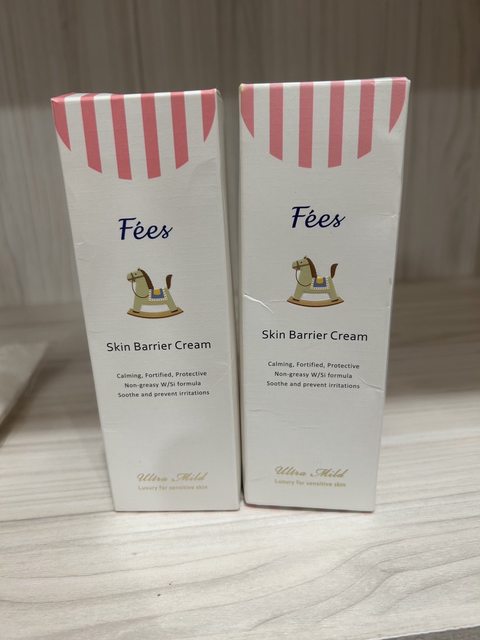 Fées
Skin Barrier Cream
Calming, Fortified, Protective
Non-greasy W/Si formula
Soothe and prevent irritations
Ultra Mild
Luxury for sensitive skin
Fées
Skin Barrier Cream
Calming, Fortified, Protective
Non-greasy W/Si formula
Soothe and prevent irritations
Ultra Mild
Luxury for sensitive skin